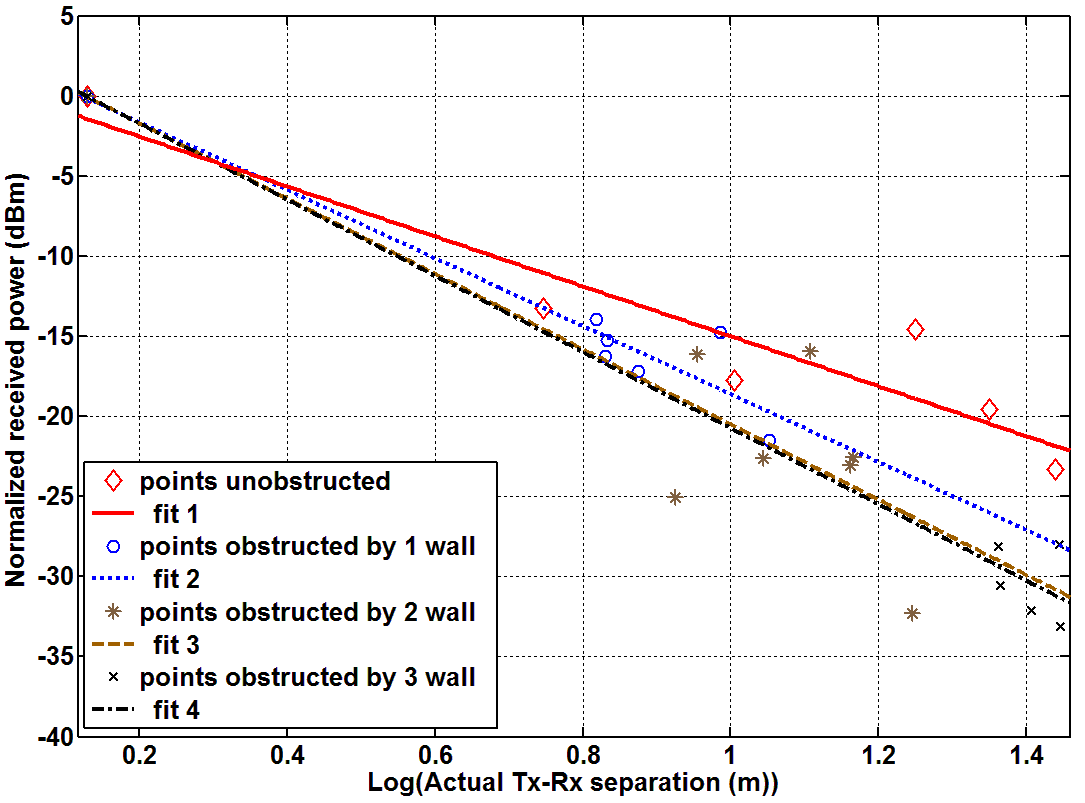 5
0
-5
-10
-15
-20
-25
-30
-35
-40
Normalized received power (dBm)
points unobstructed
fit 1
points obstructed by 1 wall
fit 2
points obstructed by 2 wall
fit 3
points obstructed by 3 wall
fit 4
0.2 0.4 0.6 0.8 1 1.2 1.4
Log(Actual Tx-Rx separation (m))